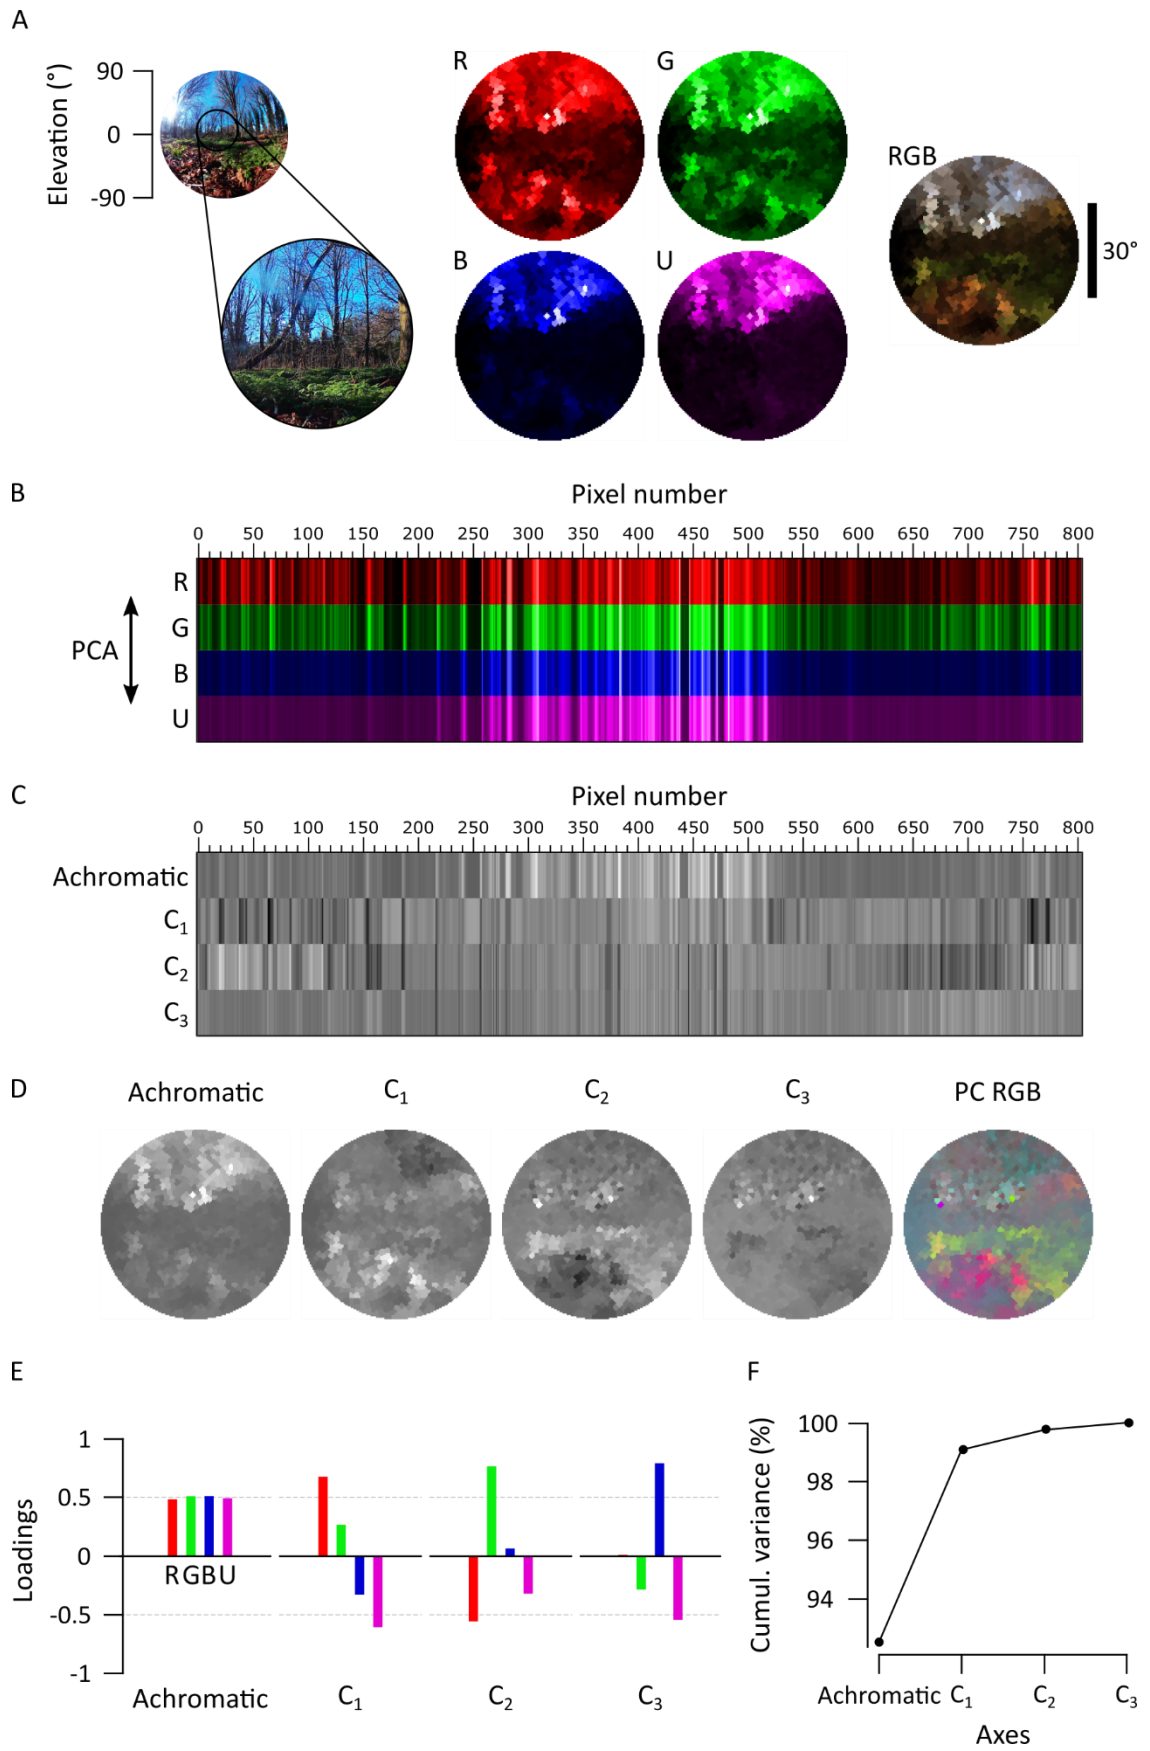 A
Elevation (°)
90
0
-90
R
G
B
U
RGB
30°
B
Pixel number
0 50 100 150 200 250 300 350 400 450 500 550 600 650 700 750 800
R
G
B
U
PCA
C
Pixel number
0 50 100 150 200 250 300 350 400 450 500 550 600 650 700 750 800
Achromatic
C₁
C₂
C₃
D
Achromatic C₁ C₂ C₃ PC RGB
E
Loadings
1
0.5
0
-0.5
-1
RGBU
Achromatic C₁ C₂ C₃
F
Cumul. variance (%)
100
98
96
94
Achromatic C₁ C₂ C₃
Axes